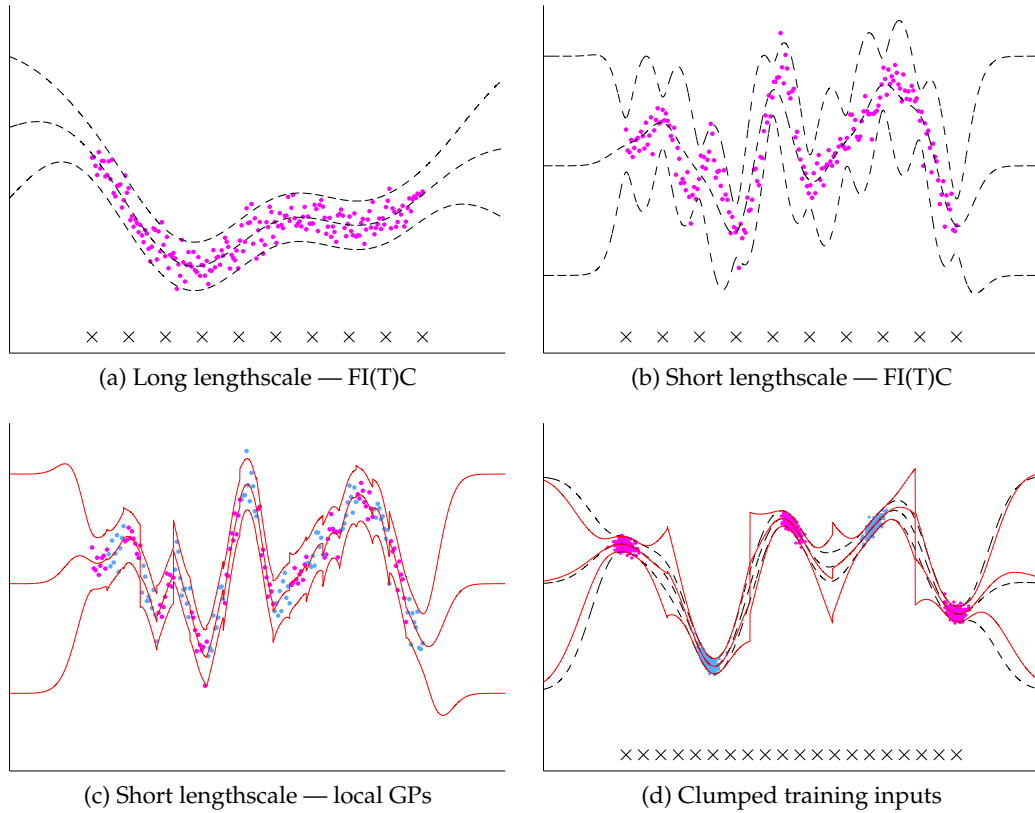 (a) Long lengthscale — FI(T)C
(b) Short lengthscale — FI(T)C
(c) Short lengthscale — local GPs
(d) Clumped training inputs